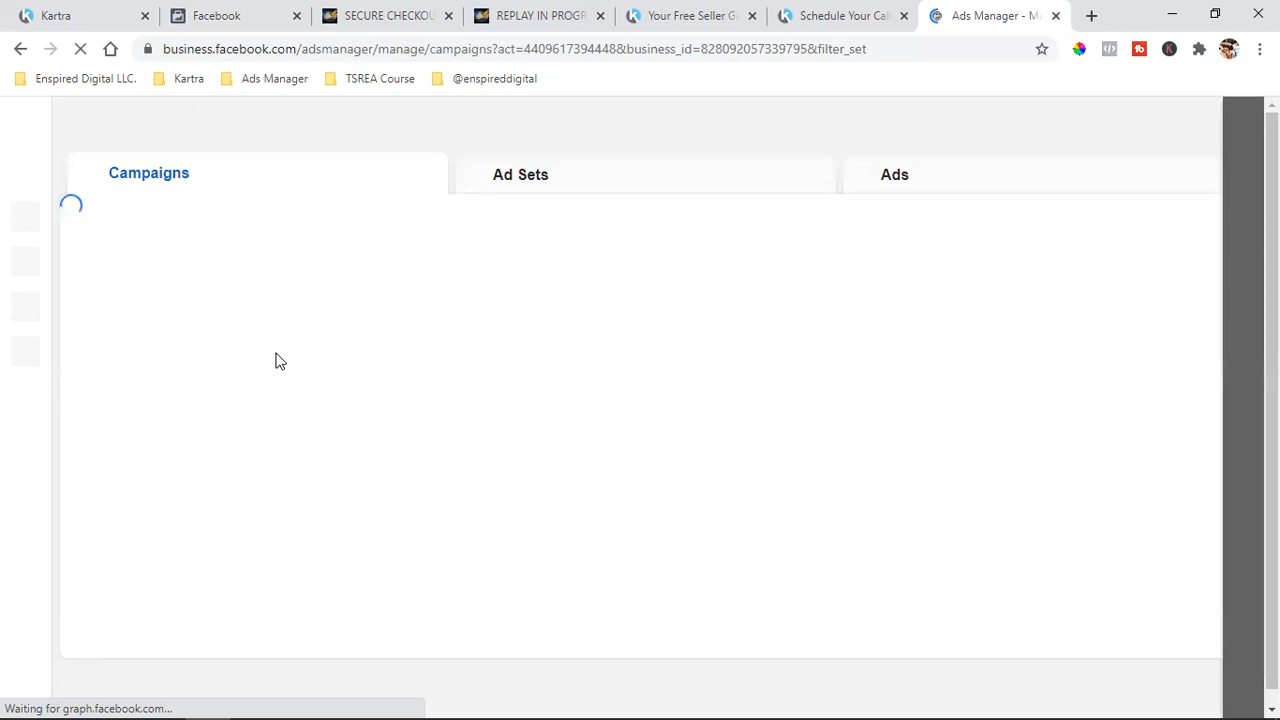 Kartra
Facebook
SECURE CHECKOU
REPLAY IN PROGR
Your Free Seller G
Schedule Your Call
Ads Manager - Ma
business.facebook.com/adsmanager/manage/campaigns?act=4409617394448&business_id=828092057339795&filter_set
Enspired Digital LLC.
Kartra
Ads Manager
TSREA Course
@enspireddigital
Campaigns
Ad Sets
Ads
Waiting for graph.facebook.com...